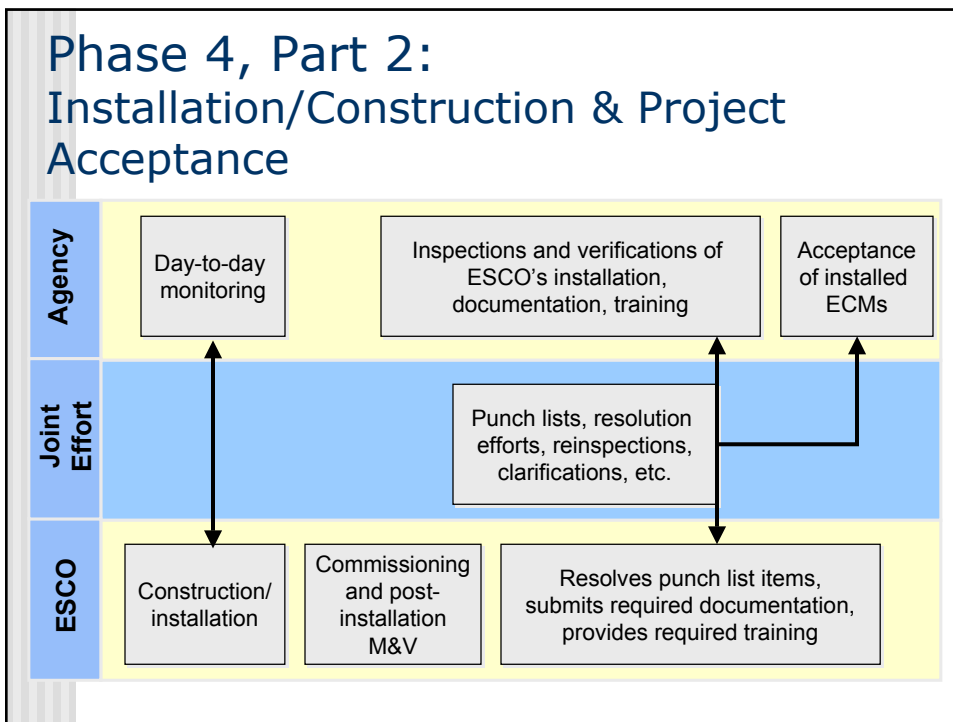 Phase 4, Part 2:
Installation/Construction & Project
Acceptance
Agency
Day-to-day
monitoring
Inspections and verifications of
ESCO’s installation,
documentation, training
Acceptance
of installed
ECMs
Joint
Effort
Punch lists, resolution
efforts, reinspections,
clarifications, etc.
ESCO
Construction/
installation
Commissioning
and post-
installation
M&V
Resolves punch list items,
submits required documentation,
provides required training